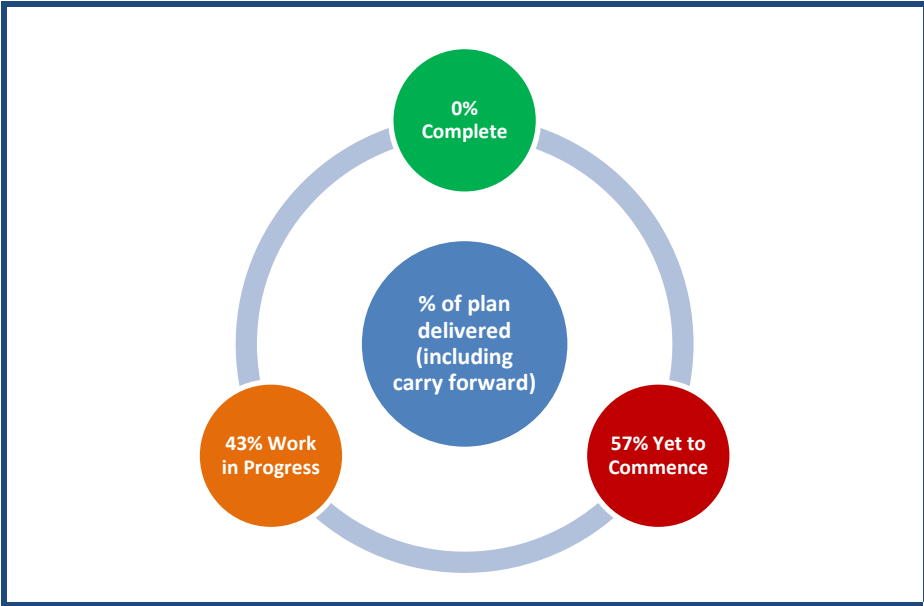 0%
Complete
% of plan
delivered
(including
carry forward)
43% Work
in Progress
57% Yet to
Commence